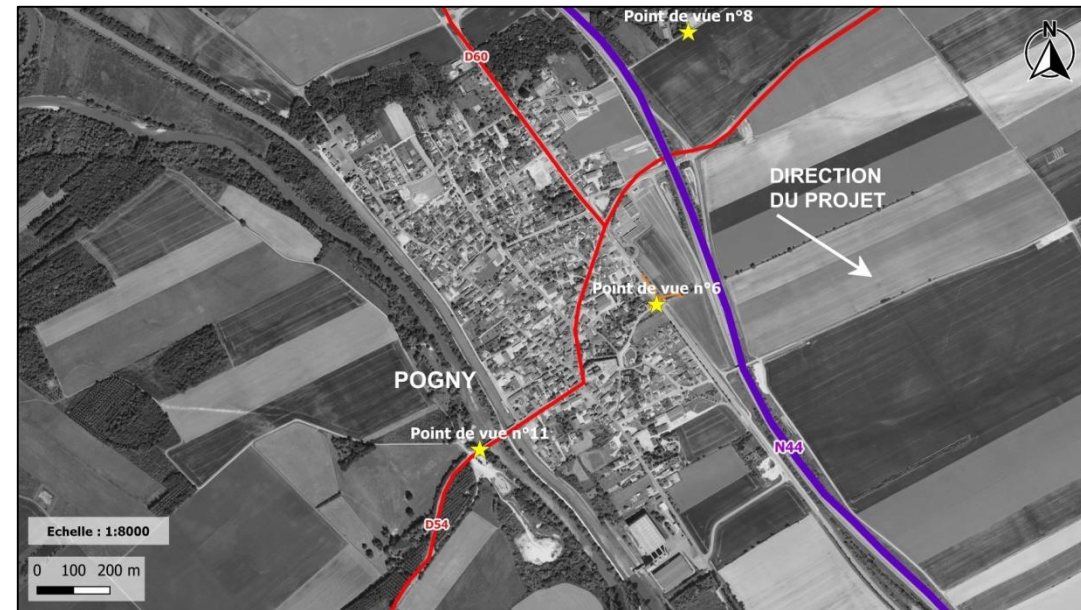 Point de vue n°8
N
D60
DIRECTION
DU PROJET
Point de vue n°6
POGNY
Point de vue n°11
N44
D54
Echelle : 1:8000
0 100 200 m